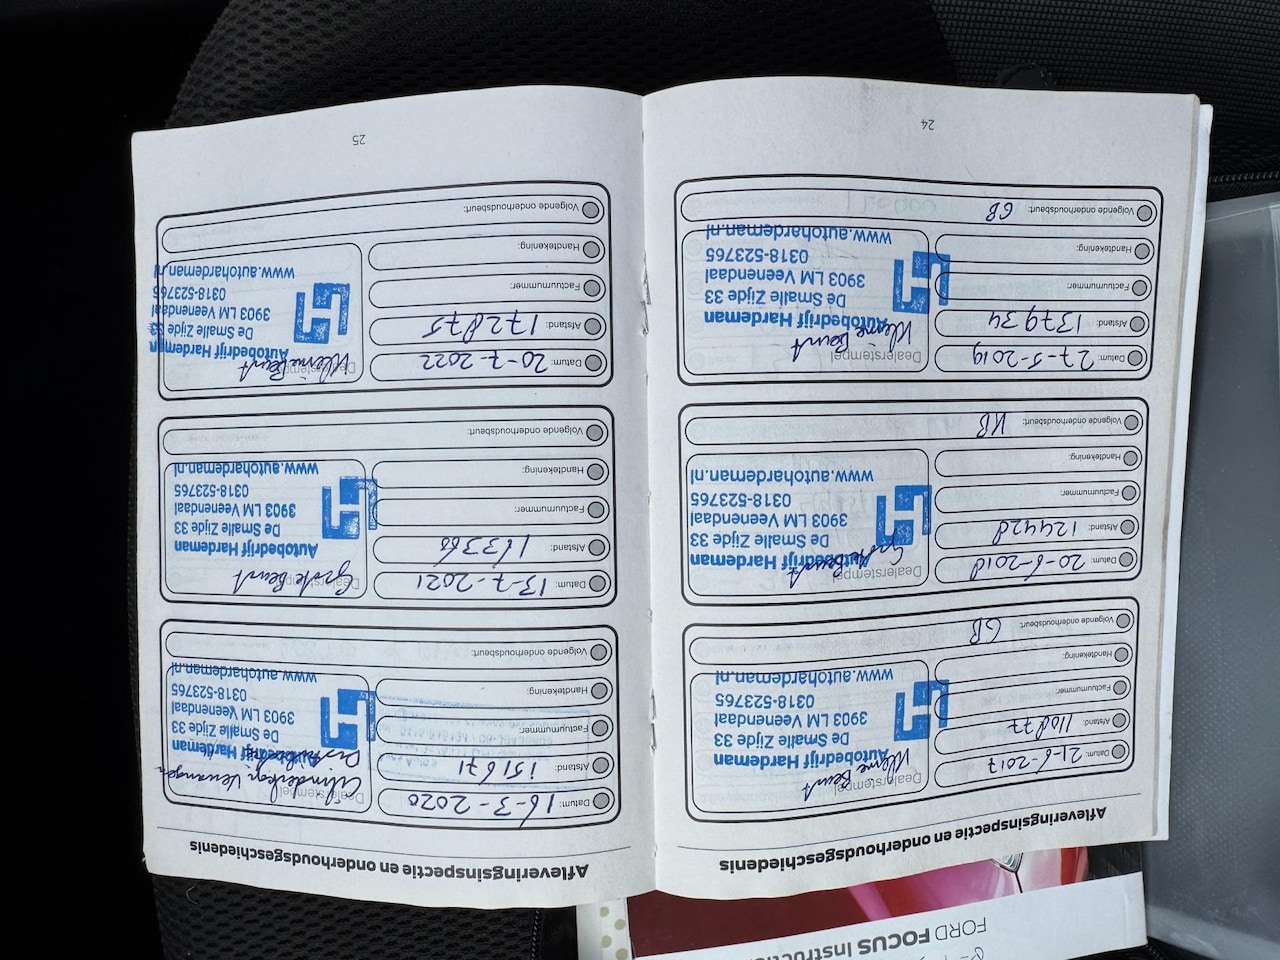 24
Afleveringsinspectie en onderhoudsgeschiedenis
Datum: 21-6-2017
Afstand: 110877
Factuurnummer:
Handtekening:
Volgende onderhoudsbeurt: GB
Dealerstempel
Kleine Beurt
Autobedrijf Hardeman
De Smalle Zijde 33
3903 LM Veenendaal
0318-523765
www.autohardeman.nl
Datum: 20-6-2018
Afstand: 124428
Factuurnummer:
Handtekening:
Volgende onderhoudsbeurt: KB
Dealerstempel
Grote Beurt
Autobedrijf Hardeman
De Smalle Zijde 33
3903 LM Veenendaal
0318-523765
www.autohardeman.nl
Datum: 27-5-2019
Afstand: 137934
Factuurnummer:
Handtekening:
Volgende onderhoudsbeurt: GB
Dealerstempel
Kleine Beurt
Autobedrijf Hardeman
De Smalle Zijde 33
3903 LM Veenendaal
0318-523765
www.autohardeman.nl
25
Afleveringsinspectie en onderhoudsgeschiedenis
Datum: 16-3-2020
Afstand: 151671
Factuurnummer:
Handtekening:
Volgende onderhoudsbeurt:
Dealerstempel
Vervangen
Autobedrijf Hardeman
De Smalle Zijde 33
3903 LM Veenendaal
0318-523765
www.autohardeman.nl
Datum: 13-7-2021
Afstand: 163360
Factuurnummer:
Handtekening:
Volgende onderhoudsbeurt:
Dealerstempel
Grote Beurt
Autobedrijf Hardeman
De Smalle Zijde 33
3903 LM Veenendaal
0318-523765
www.autohardeman.nl
Datum: 20-7-2022
Afstand: 172875
Factuurnummer:
Handtekening:
Volgende onderhoudsbeurt:
Dealerstempel
Kleine Beurt
Autobedrijf Hardeman
De Smalle Zijde 33
3903 LM Veenendaal
0318-523765
www.autohardeman.nl
FORD FOCUS